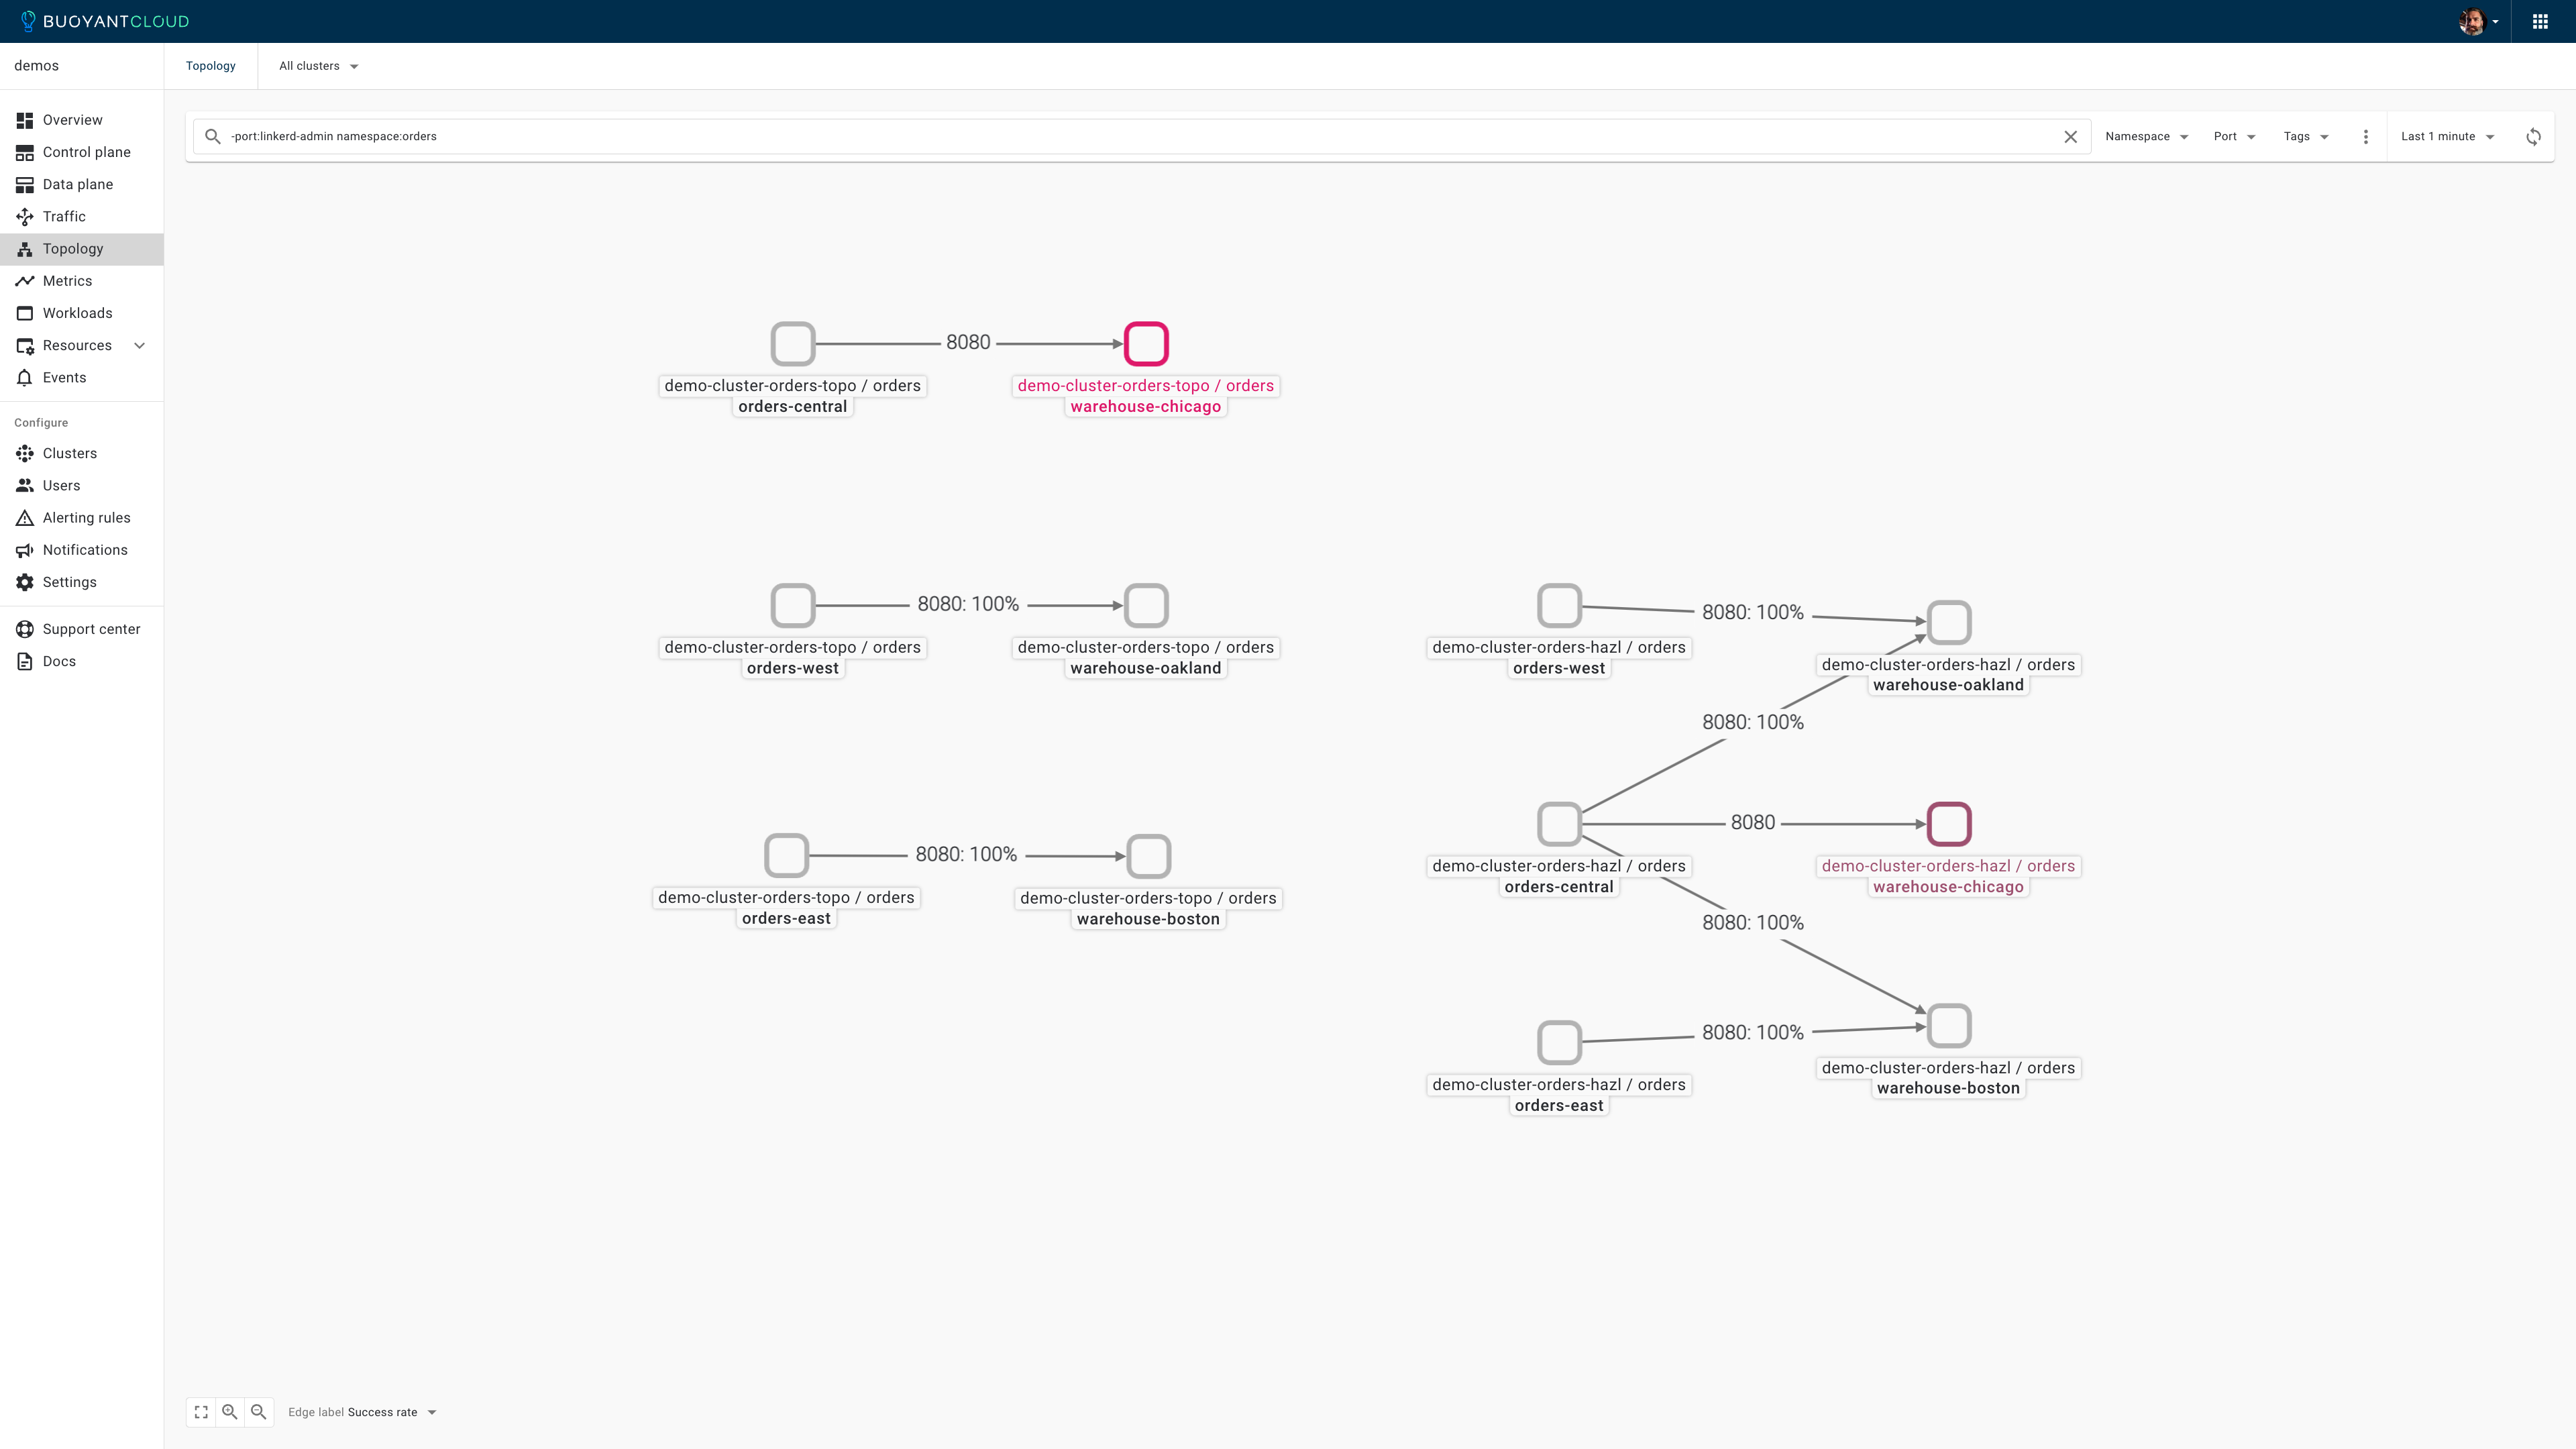 BUOYANTCLOUD
demos
Topology
All clusters
Overview
Control plane
Data plane
Traffic
Topology
Metrics
Workloads
Resources
Events
Configure
Clusters
Users
Alerting rules
Notifications
Settings
Support center
Docs
-port:linkerd-admin namespace:orders
Namespace
Port
Tags
Last 1 minute
8080
demo-cluster-orders-topo / orders
orders-central
demo-cluster-orders-topo / orders
warehouse-chicago
8080: 100%
demo-cluster-orders-topo / orders
orders-west
demo-cluster-orders-topo / orders
warehouse-oakland
8080: 100%
demo-cluster-orders-topo / orders
orders-east
demo-cluster-orders-topo / orders
warehouse-boston
8080: 100%
demo-cluster-orders-hazl / orders
orders-west
demo-cluster-orders-hazl / orders
warehouse-oakland
8080: 100%
8080
demo-cluster-orders-hazl / orders
orders-central
demo-cluster-orders-hazl / orders
warehouse-chicago
8080: 100%
8080: 100%
demo-cluster-orders-hazl / orders
orders-east
demo-cluster-orders-hazl / orders
warehouse-boston
Edge label Success rate